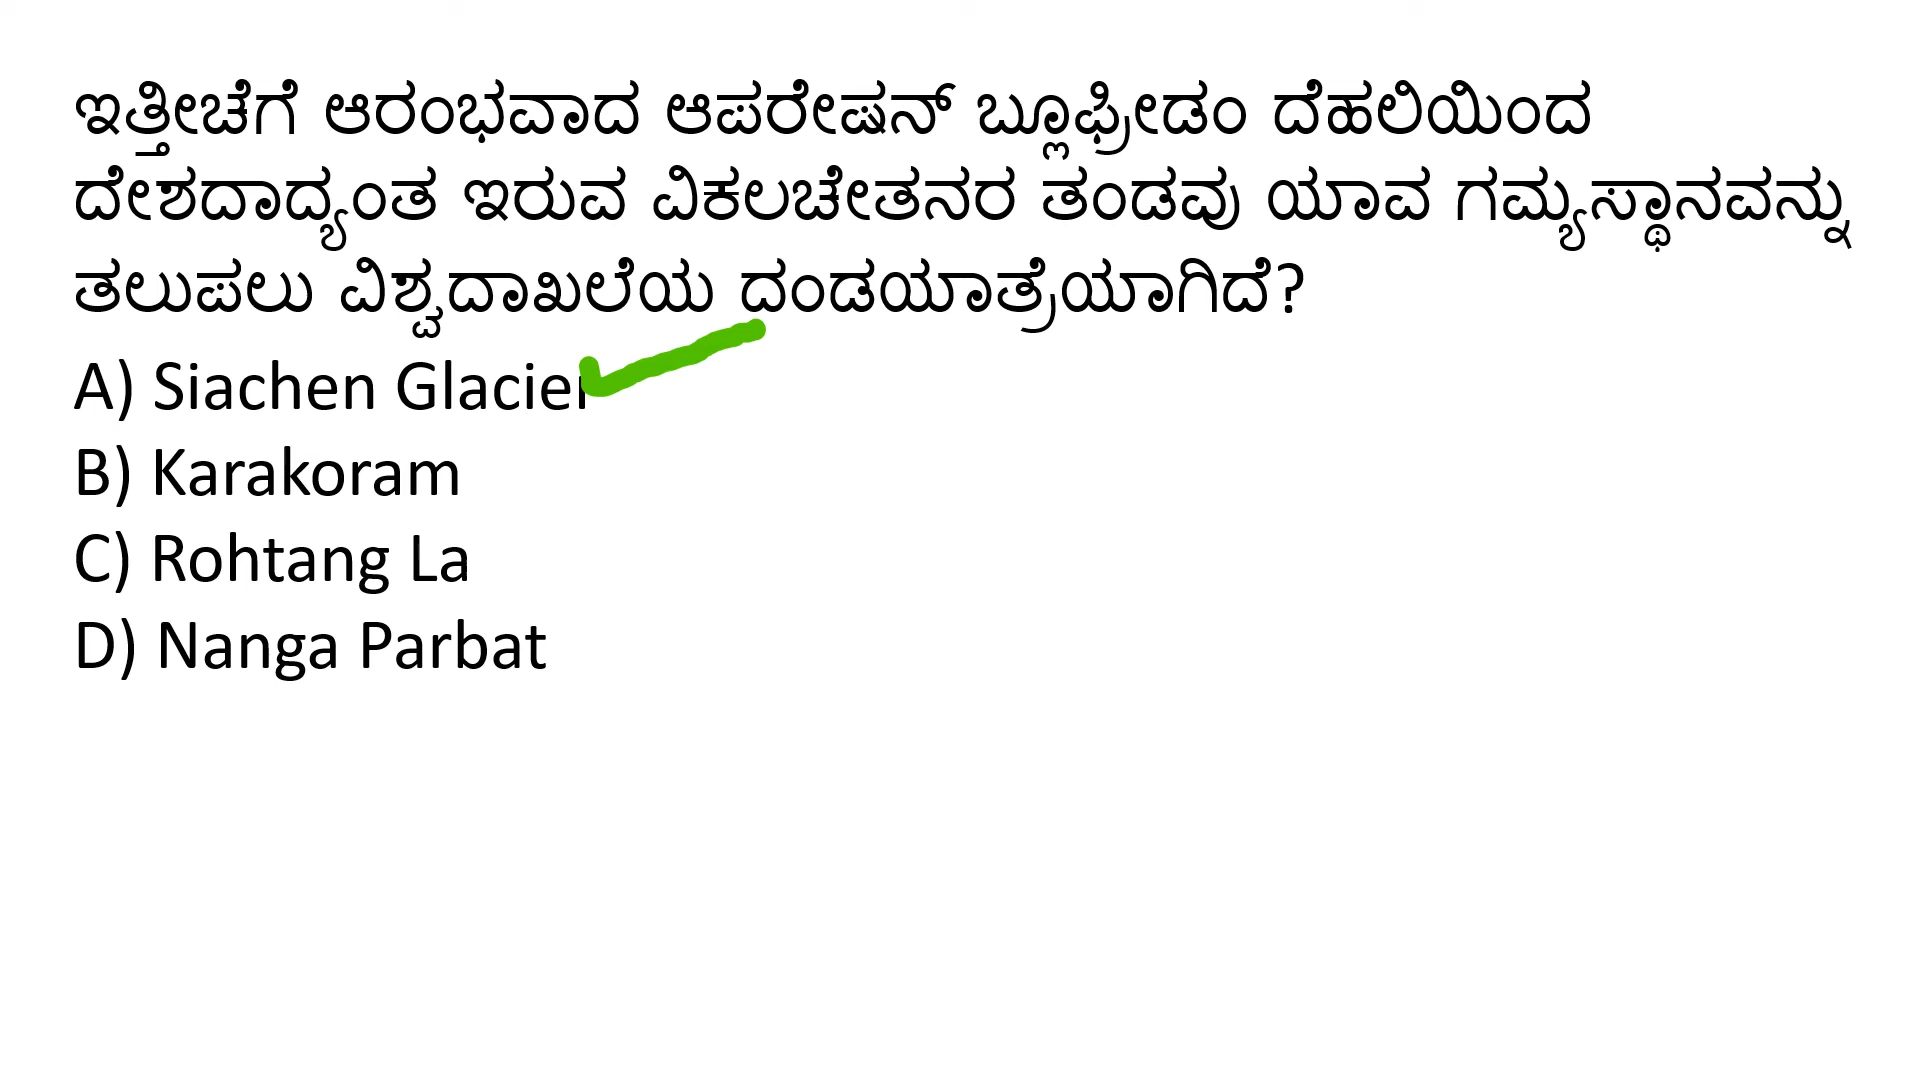 ಇತ್ತೀಚೆಗೆ ಆರಂಭವಾದ ಆಪರೇಷನ್ ಬ್ಲೂಫ್ರೀಡಂ ದೆಹಲಿಯಿಂದ
ದೇಶದಾದ್ಯಂತ ಇರುವ ವಿಕಲಚೇತನರ ತಂಡವು ಯಾವ ಗಮ್ಯಸ್ಥಾನವನ್ನು
ತಲುಪಲು ವಿಶ್ವದಾಖಲೆಯ ದಂಡಯಾತ್ರೆಯಾಗಿದೆ?
A) Siachen Glacier
B) Karakoram
C) Rohtang La
D) Nanga Parbat